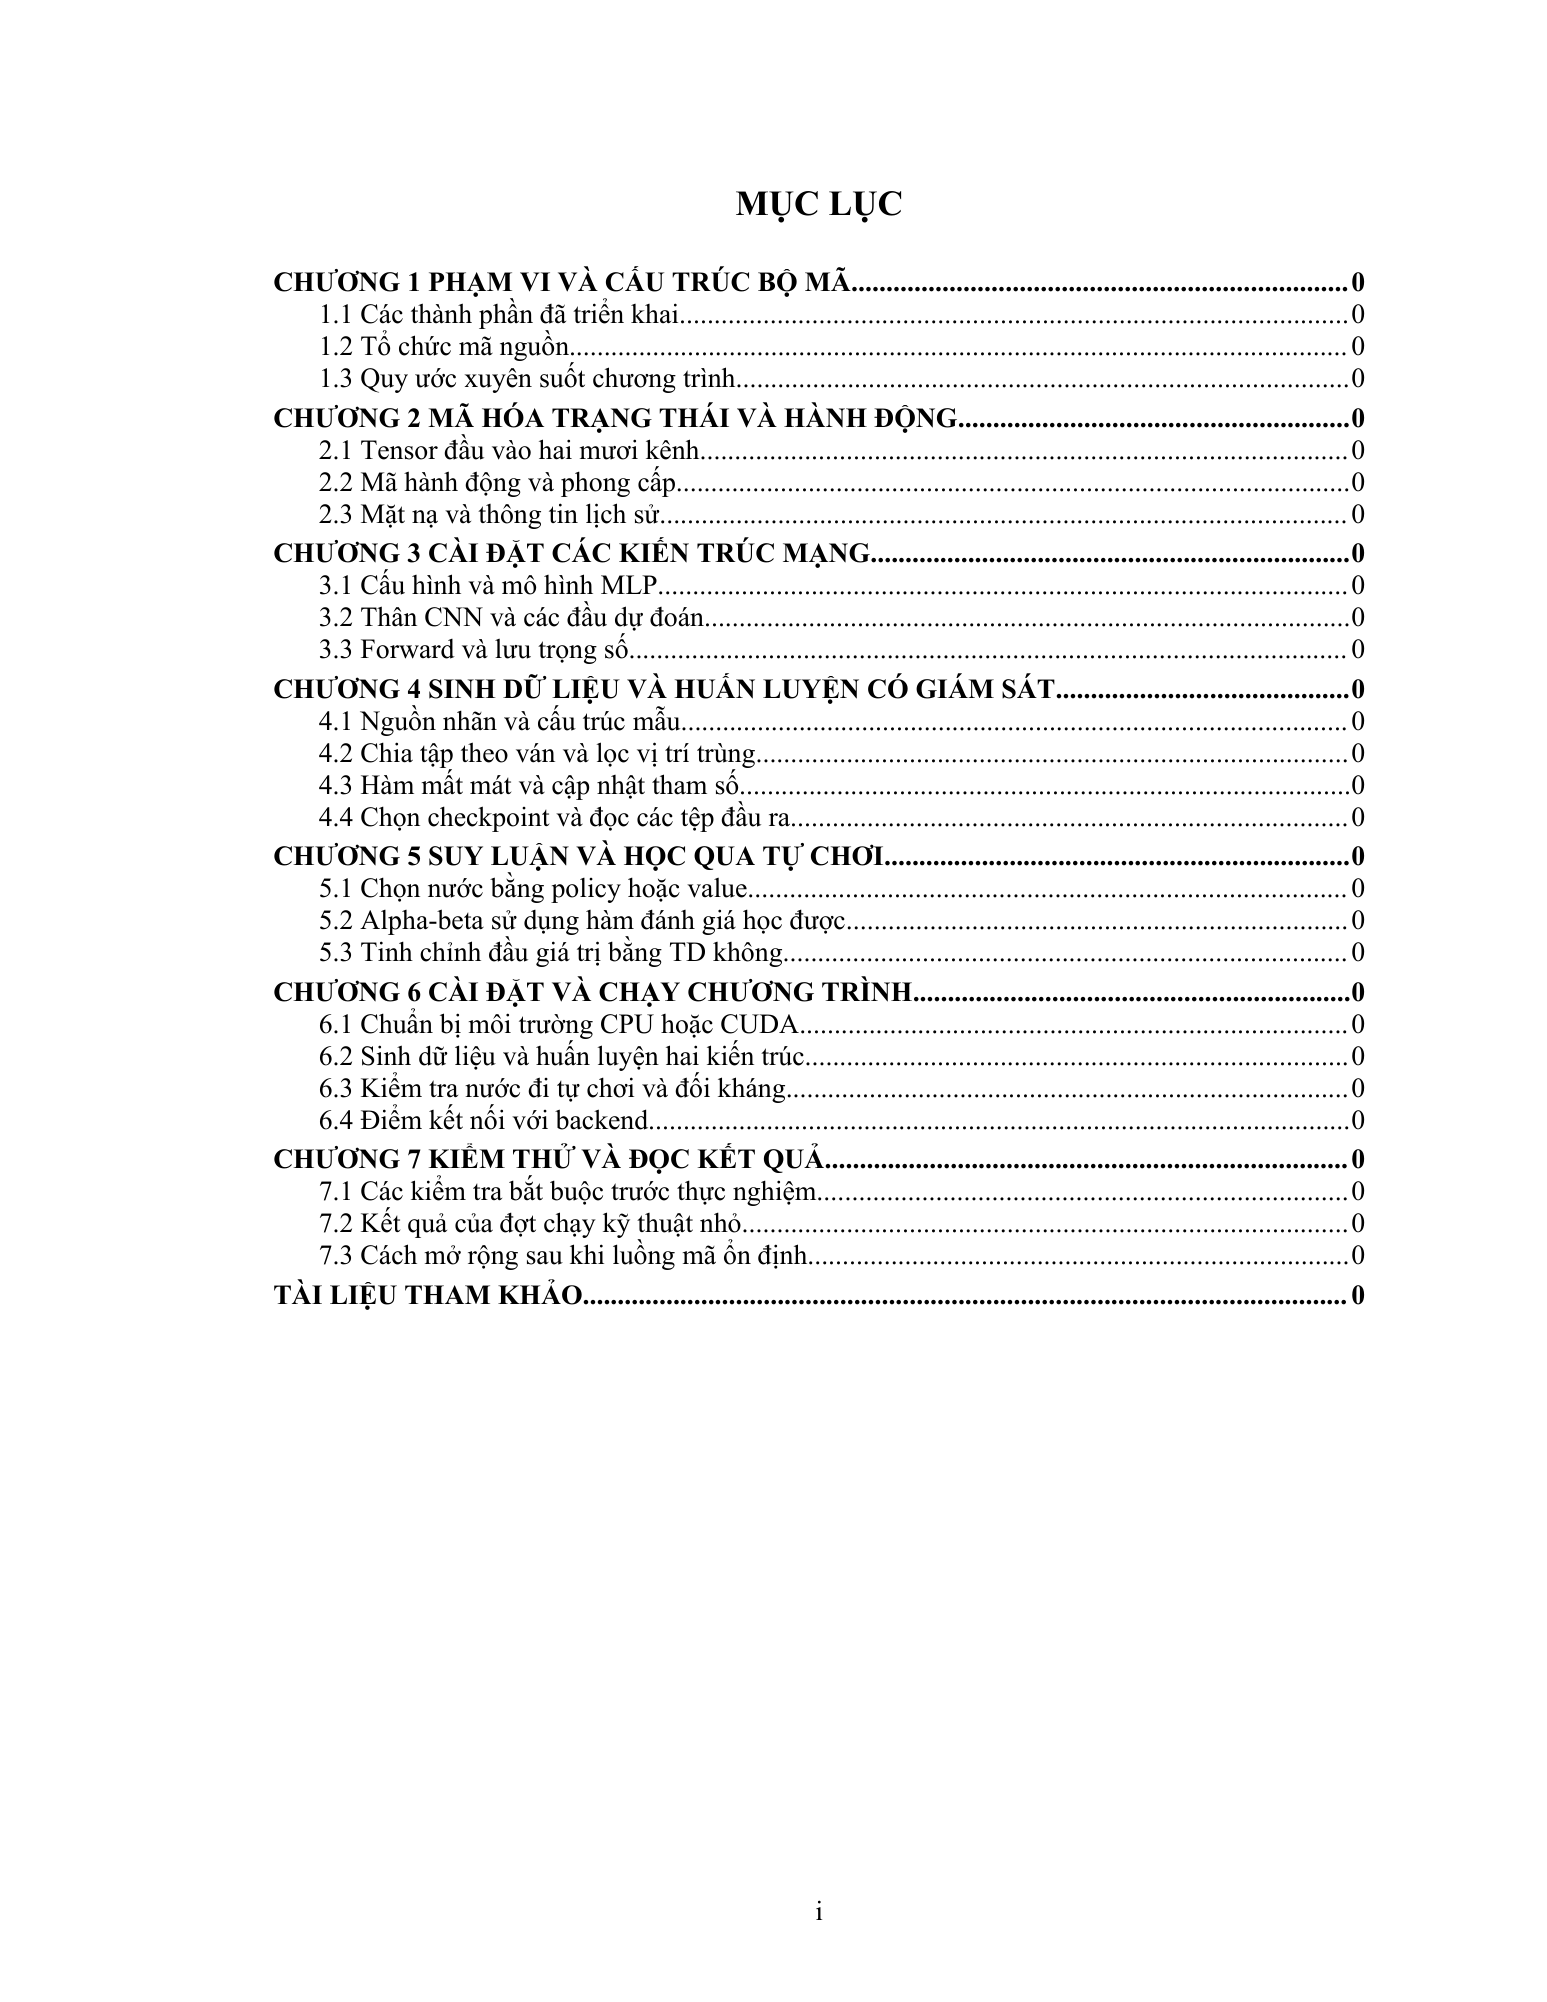 MỤC LỤC
CHƯƠNG 1 PHẠM VI VÀ CẤU TRÚC BỘ MÃ 0
1.1 Các thành phần đã triển khai 0
1.2 Tổ chức mã nguồn 0
1.3 Quy ước xuyên suốt chương trình 0
CHƯƠNG 2 MÃ HÓA TRẠNG THÁI VÀ HÀNH ĐỘNG 0
2.1 Tensor đầu vào hai mươi kênh 0
2.2 Mã hành động và phong cấp 0
2.3 Mặt nạ và thông tin lịch sử 0
CHƯƠNG 3 CÀI ĐẶT CÁC KIẾN TRÚC MẠNG 0
3.1 Cấu hình và mô hình MLP 0
3.2 Thân CNN và các đầu dự đoán 0
3.3 Forward và lưu trọng số 0
CHƯƠNG 4 SINH DỮ LIỆU VÀ HUẤN LUYỆN CÓ GIÁM SÁT 0
4.1 Nguồn nhãn và cấu trúc mẫu 0
4.2 Chia tập theo ván và lọc vị trí trùng 0
4.3 Hàm mất mát và cập nhật tham số 0
4.4 Chọn checkpoint và đọc các tệp đầu ra 0
CHƯƠNG 5 SUY LUẬN VÀ HỌC QUA TỰ CHƠI 0
5.1 Chọn nước bằng policy hoặc value 0
5.2 Alpha-beta sử dụng hàm đánh giá học được 0
5.3 Tinh chỉnh đầu giá trị bằng TD không 0
CHƯƠNG 6 CÀI ĐẶT VÀ CHẠY CHƯƠNG TRÌNH 0
6.1 Chuẩn bị môi trường CPU hoặc CUDA 0
6.2 Sinh dữ liệu và huấn luyện hai kiến trúc 0
6.3 Kiểm tra nước đi tự chơi và đối kháng 0
6.4 Điểm kết nối với backend 0
CHƯƠNG 7 KIỂM THỬ VÀ ĐỌC KẾT QUẢ 0
7.1 Các kiểm tra bắt buộc trước thực nghiệm 0
7.2 Kết quả của đợt chạy kỹ thuật nhỏ 0
7.3 Cách mở rộng sau khi luồng mã ổn định 0
TÀI LIỆU THAM KHẢO 0
i